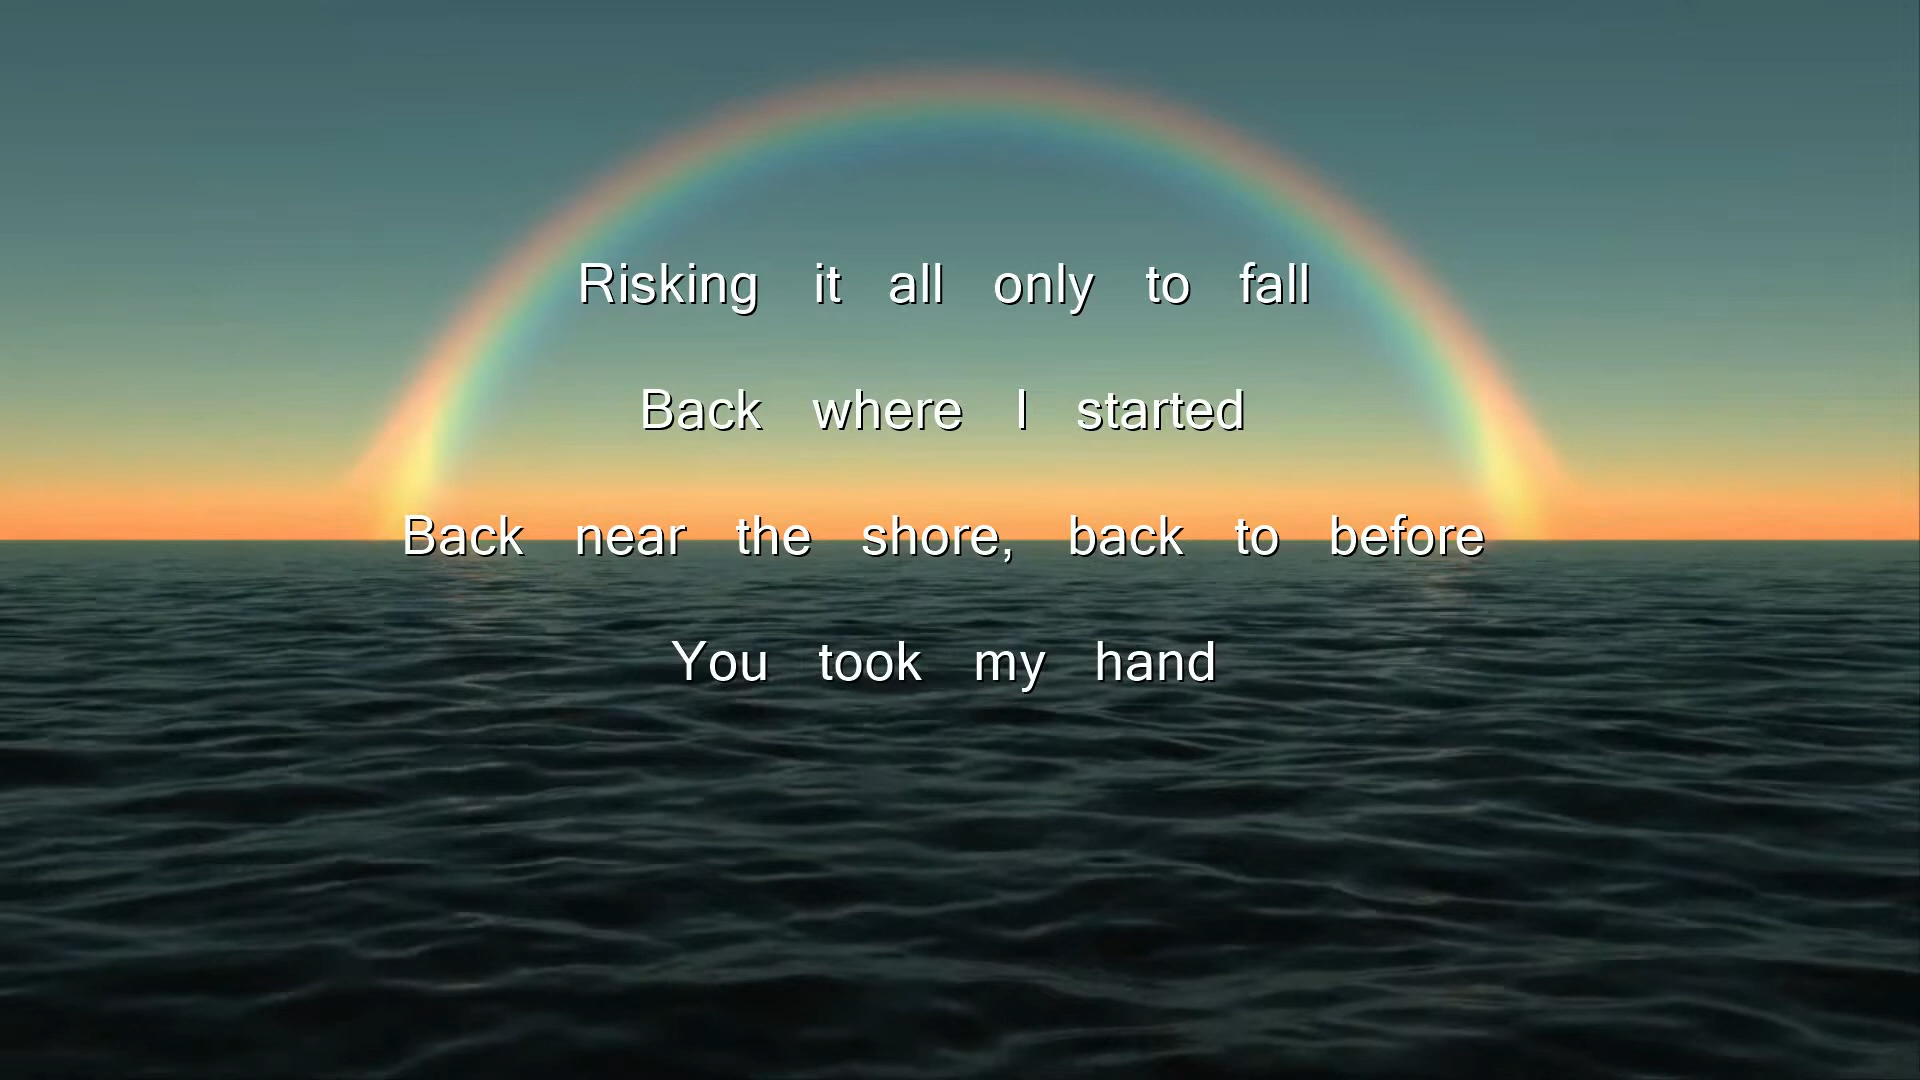 Risking it all only to fall
Back where I started
Back near the shore, back to before
You took my hand